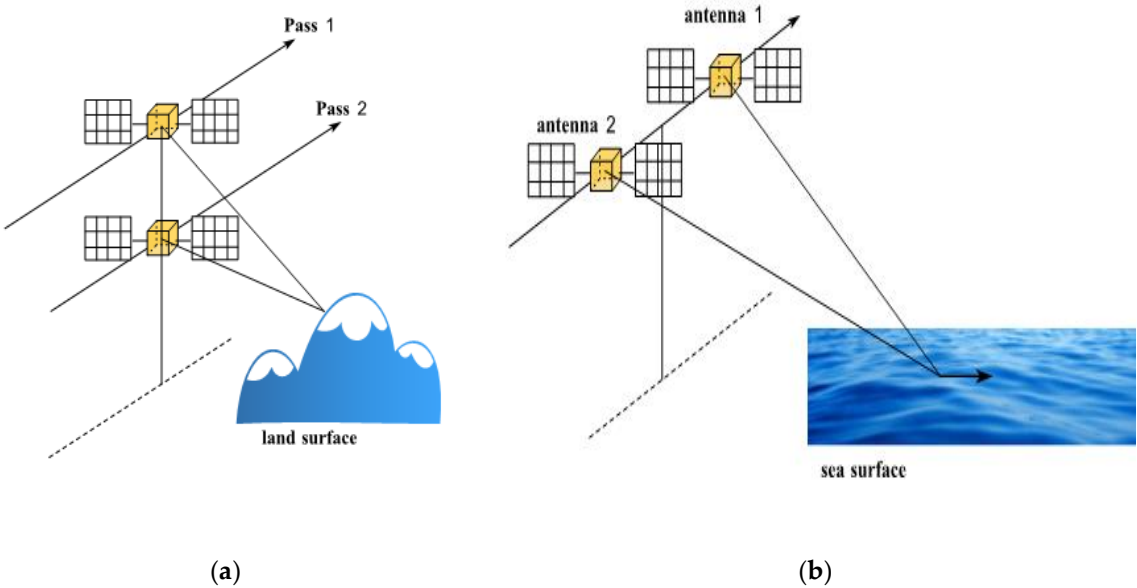 Pass 1
Pass 2
land surface
(a)
antenna 1
antenna 2
sea surface
(b)